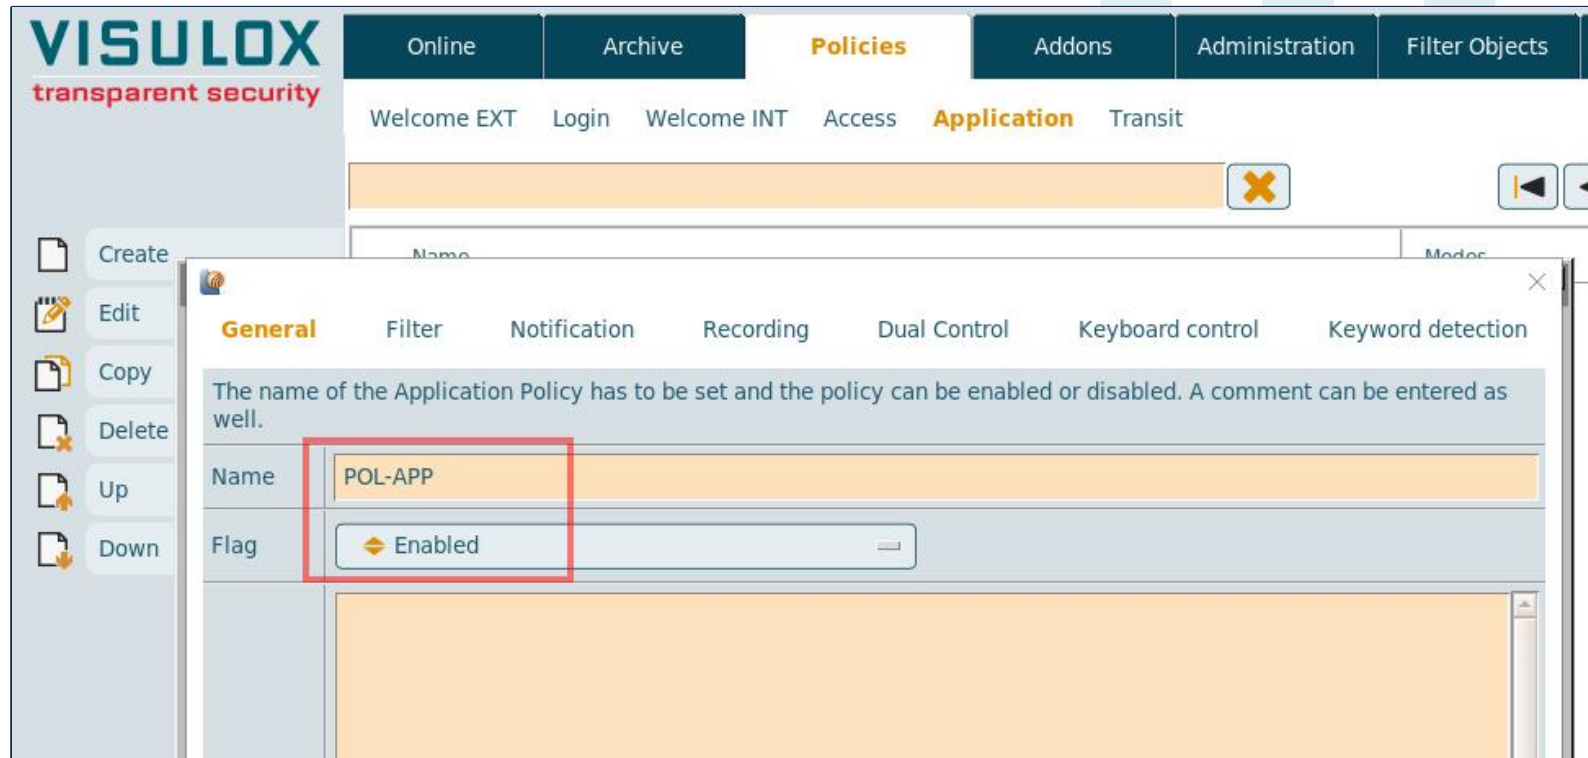 VISULOX
transparent security
Online Archive Policies Addons Administration Filter Objects
Welcome EXT Login Welcome INT Access Application Transit
Create
Name Modes
Edit
Copy
Delete
Up
Down
General Filter Notification Recording Dual Control Keyboard control Keyword detection
The name of the Application Policy has to be set and the policy can be enabled or disabled. A comment can be entered as
well.
Name POL-APP
Flag Enabled